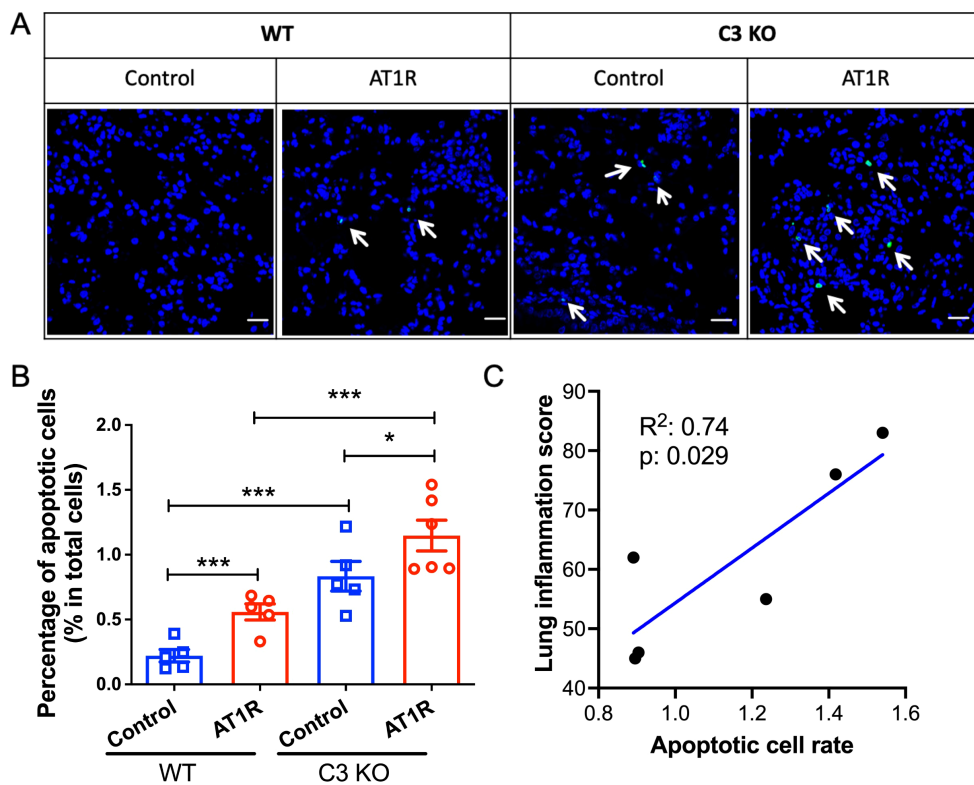 A
WT
C3 KO
Control
AT1R
Control
AT1R
B
Percentage of apoptotic cells
(% in total cells)
2.0
1.5
1.0
0.5
0.0
***
*
***
***
Control
AT1R
Control
AT1R
WT
C3 KO
C
Lung inflammation score
90
80
70
60
50
40
R²: 0.74
p: 0.029
0.8
1.0
1.2
1.4
1.6
Apoptotic cell rate